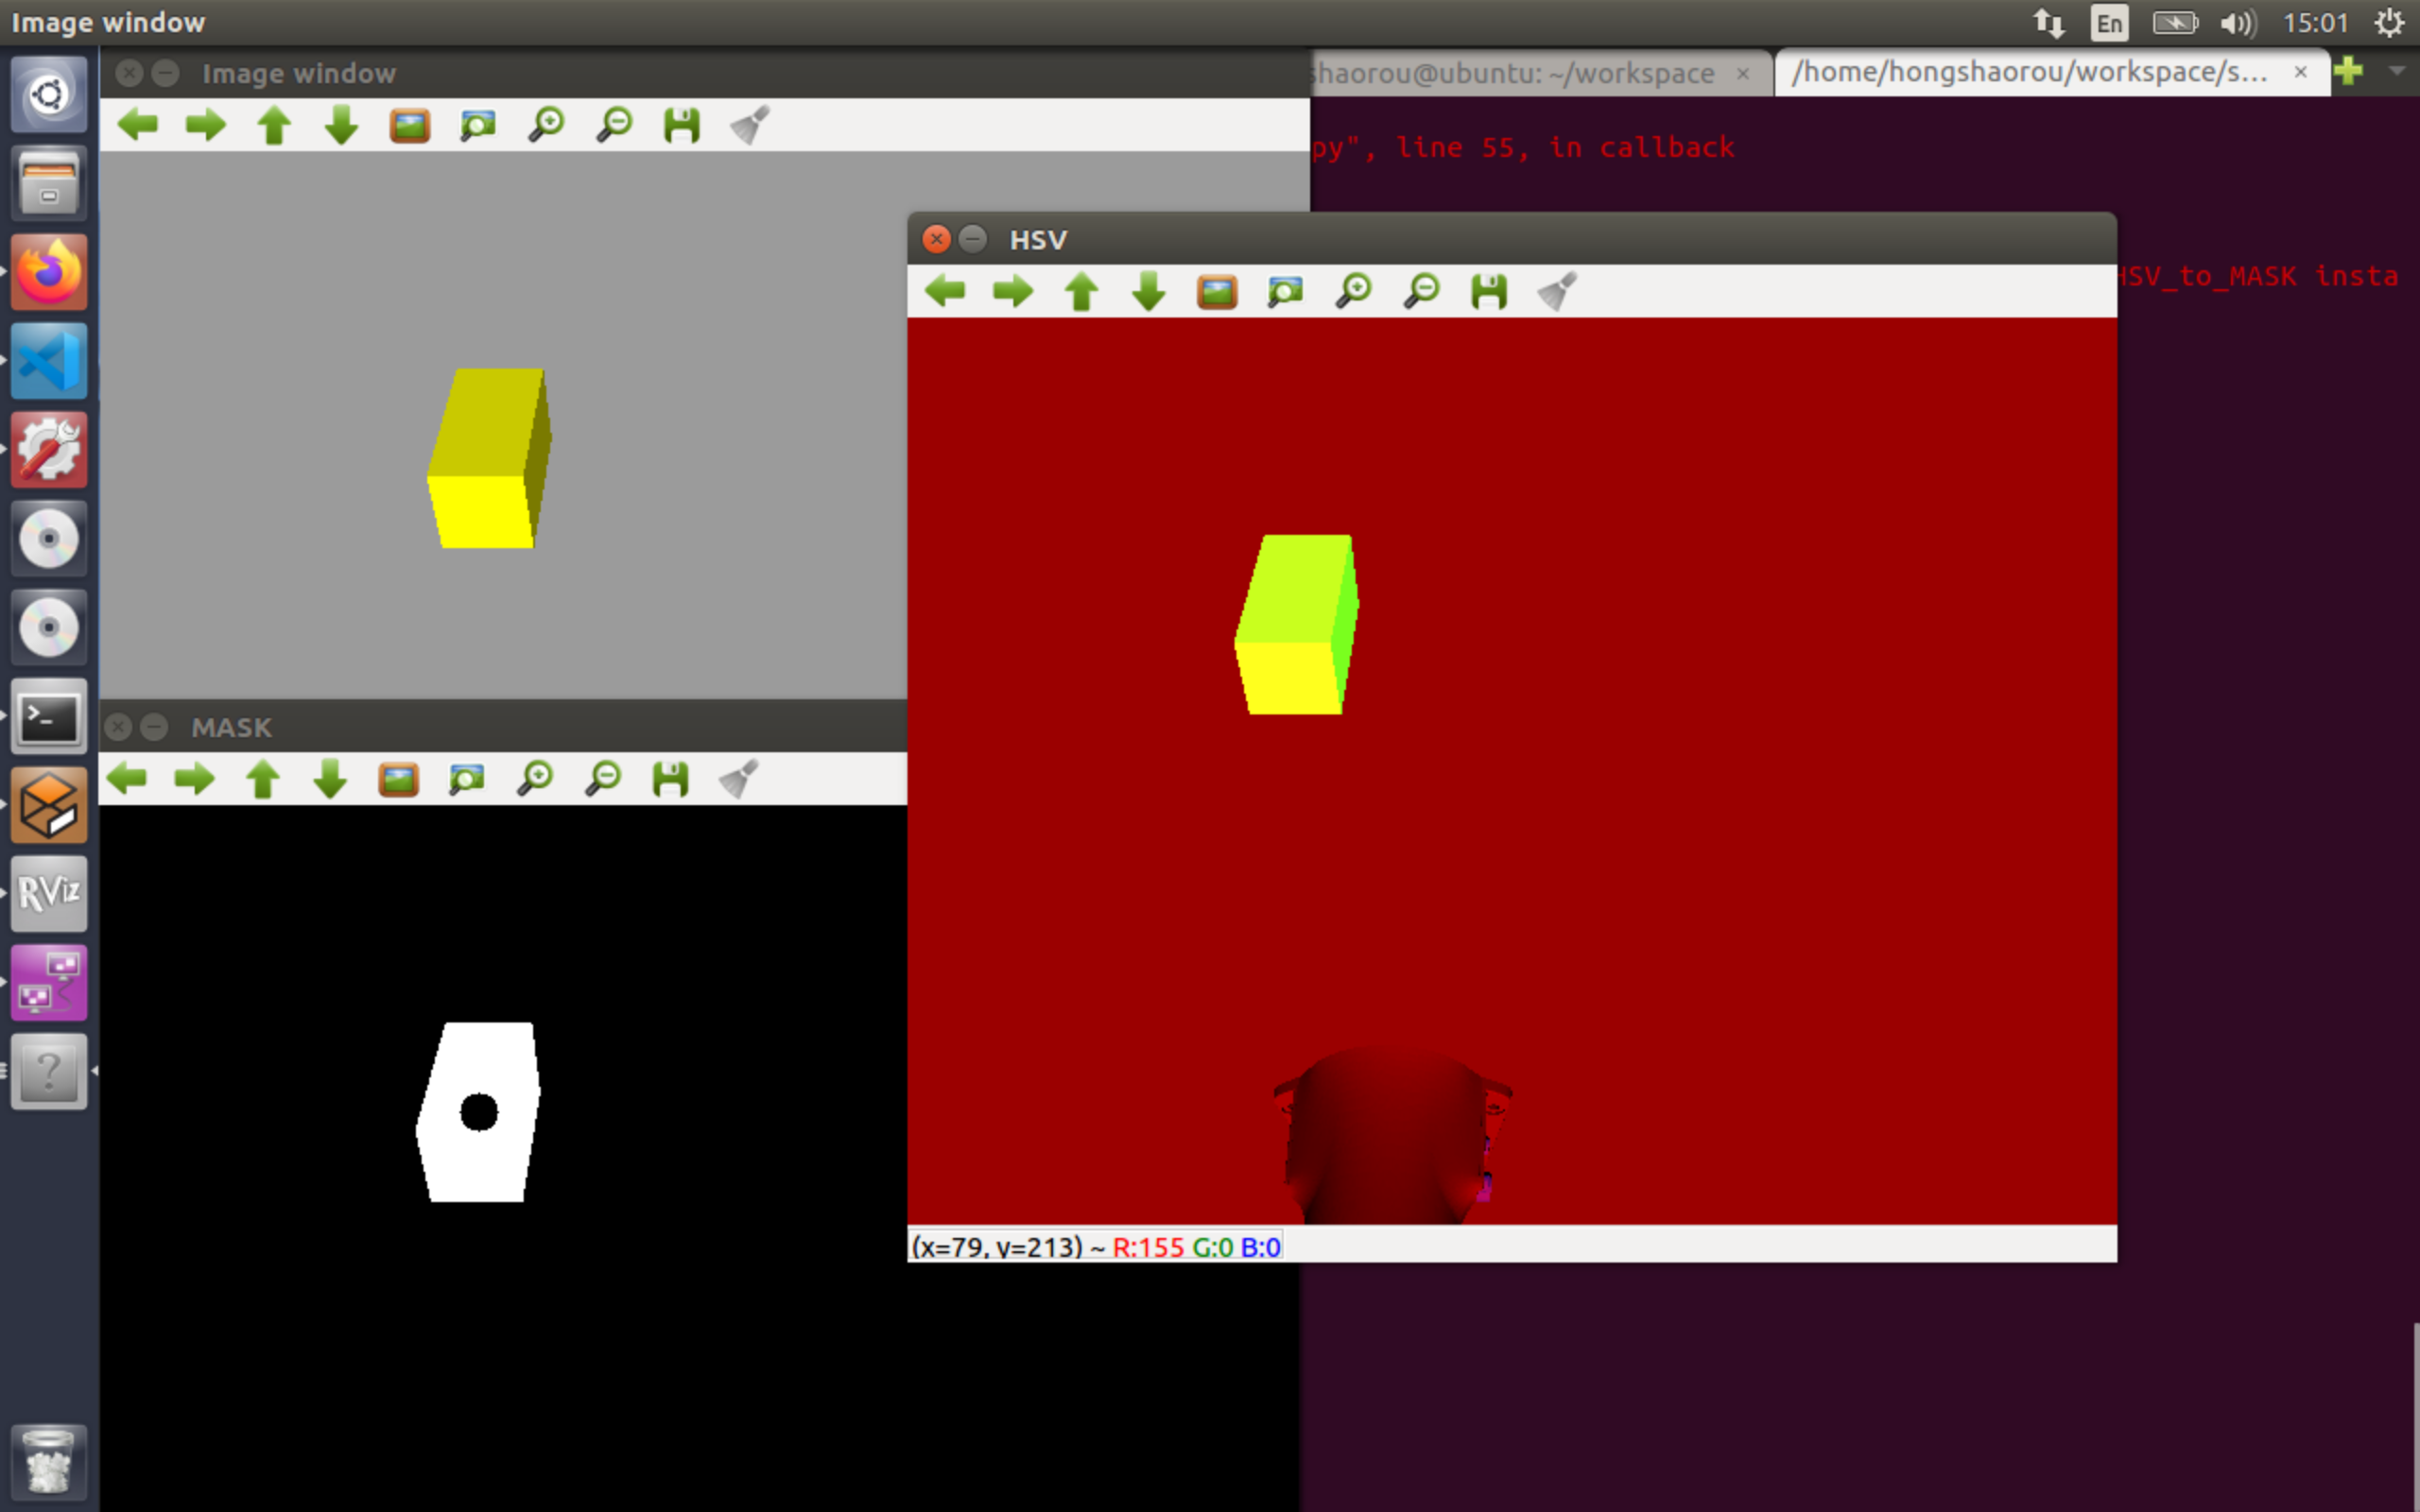 Image window
En
15:01
Image window
shaorou@ubuntu: ~/workspace
/home/hongshaorou/workspace/s...
py", line 55, in callback
HSV
HSV_to_MASK insta
MASK
RViz
(x=79, y=213) ~ R:155 G:0 B:0